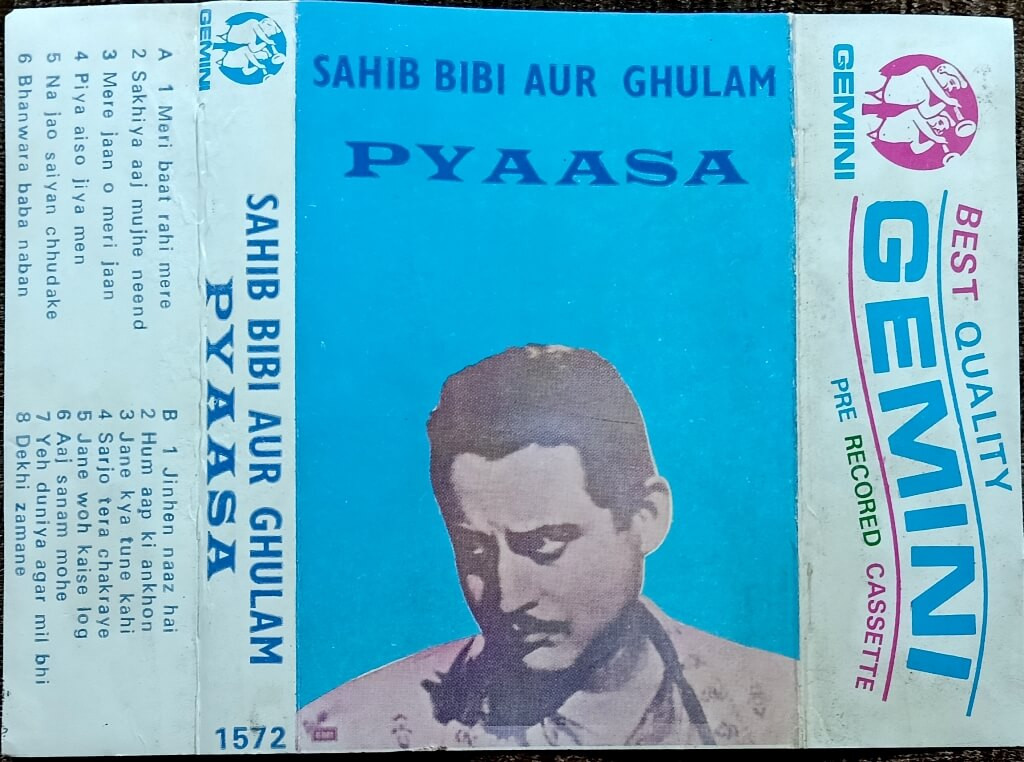 A 1 Meri baat rahi mere
2 Sakhiya aaj mujhe neend
3 Mere jaan o meri jaan
4 Piya aiso jiya men
5 Na jao saiyan chhudake
6 Bhanwara baba naban
B 1 Jinhen naaz hai
2 Hum aap ki ankhon
3 Jane kya tune kahi
4 Sarjo tera chakraye
5 Jane woh kaise log
6 Aaj sanam mohe
7 Yeh duniya agar mil bhi
8 Dekhi zamane
GEMINI
SAHIB BIBI AUR GHULAM
PYAASA
1572
SAHIB BIBI AUR GHULAM
PYAASA
GEMINI
BEST QUALITY
GEMINI
PRE RECORED CASSETTE